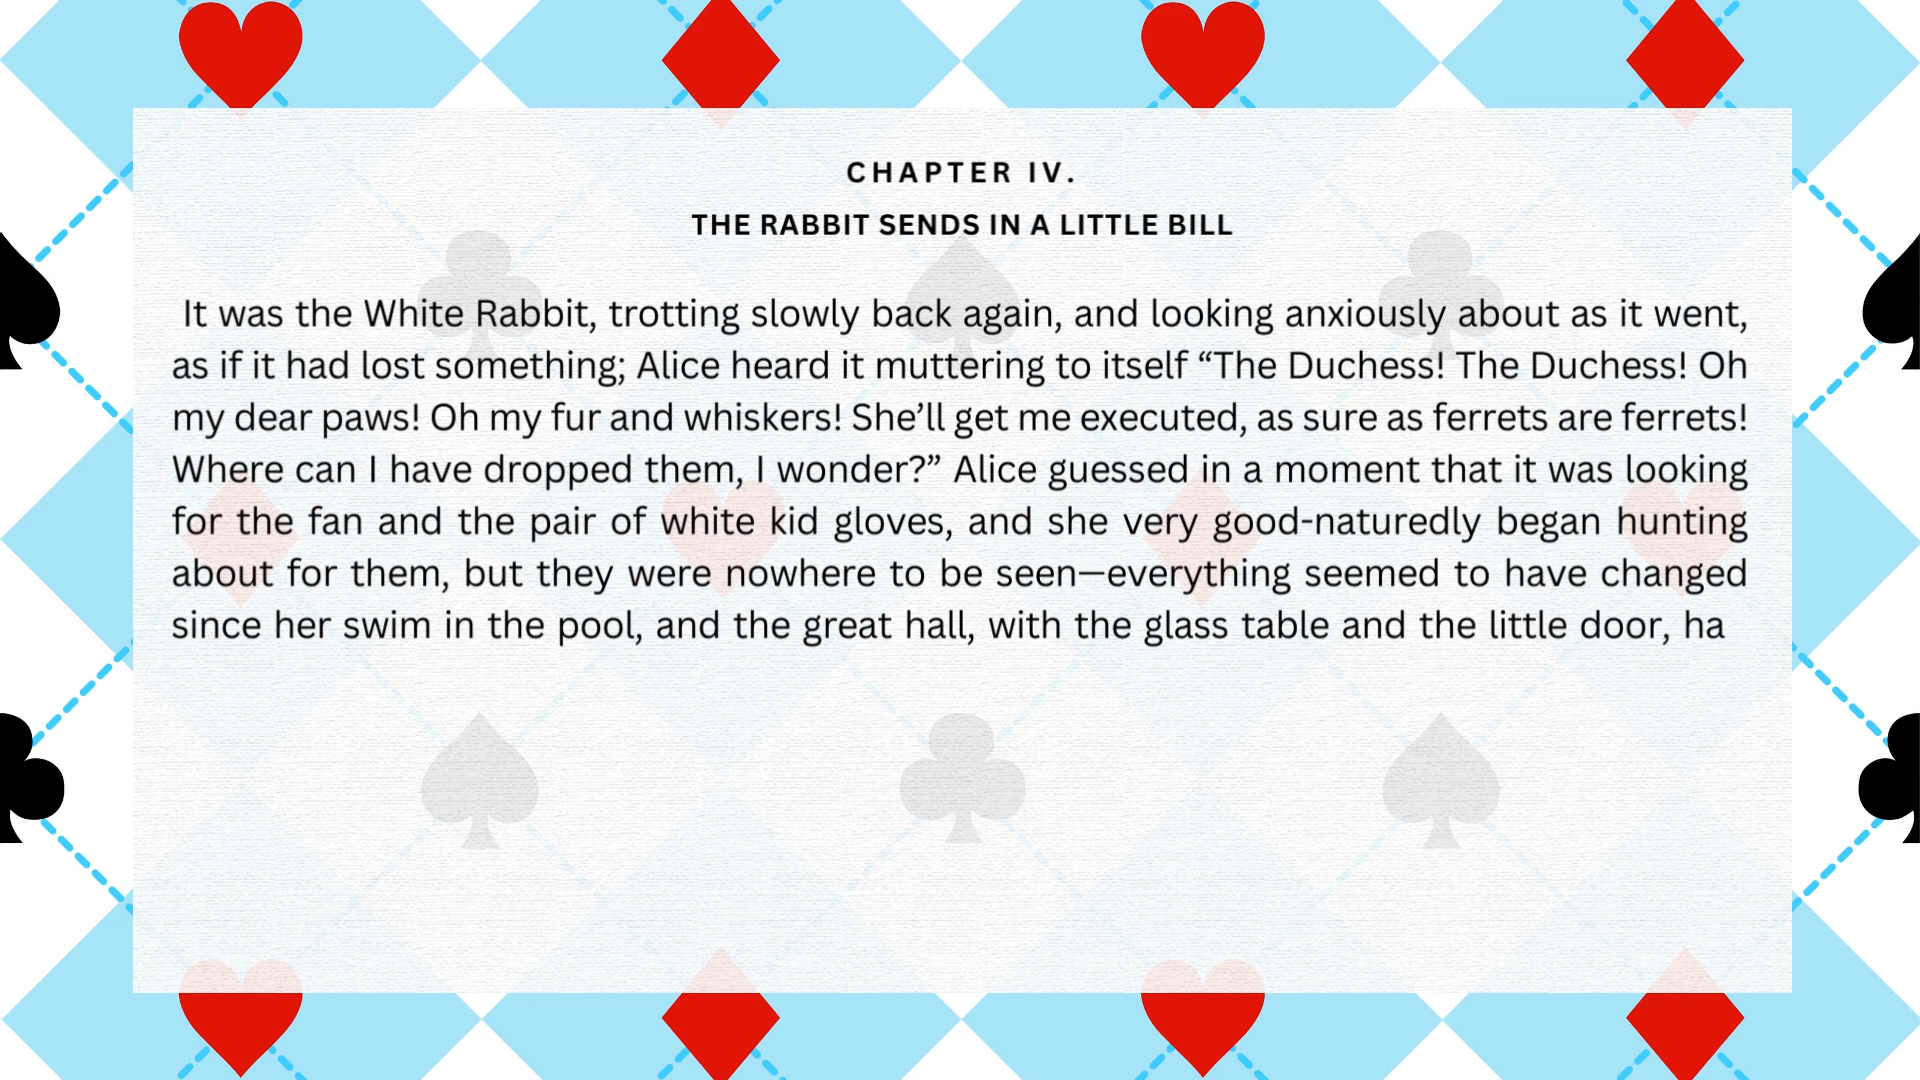 CHAPTER IV.
THE RABBIT SENDS IN A LITTLE BILL
It was the White Rabbit, trotting slowly back again, and looking anxiously about as it went,
as if it had lost something; Alice heard it muttering to itself “The Duchess! The Duchess! Oh
my dear paws! Oh my fur and whiskers! She’ll get me executed, as sure as ferrets are ferrets!
Where can I have dropped them, I wonder?” Alice guessed in a moment that it was looking
for the fan and the pair of white kid gloves, and she very good-naturedly began hunting
about for them, but they were nowhere to be seen—everything seemed to have changed
since her swim in the pool, and the great hall, with the glass table and the little door, ha